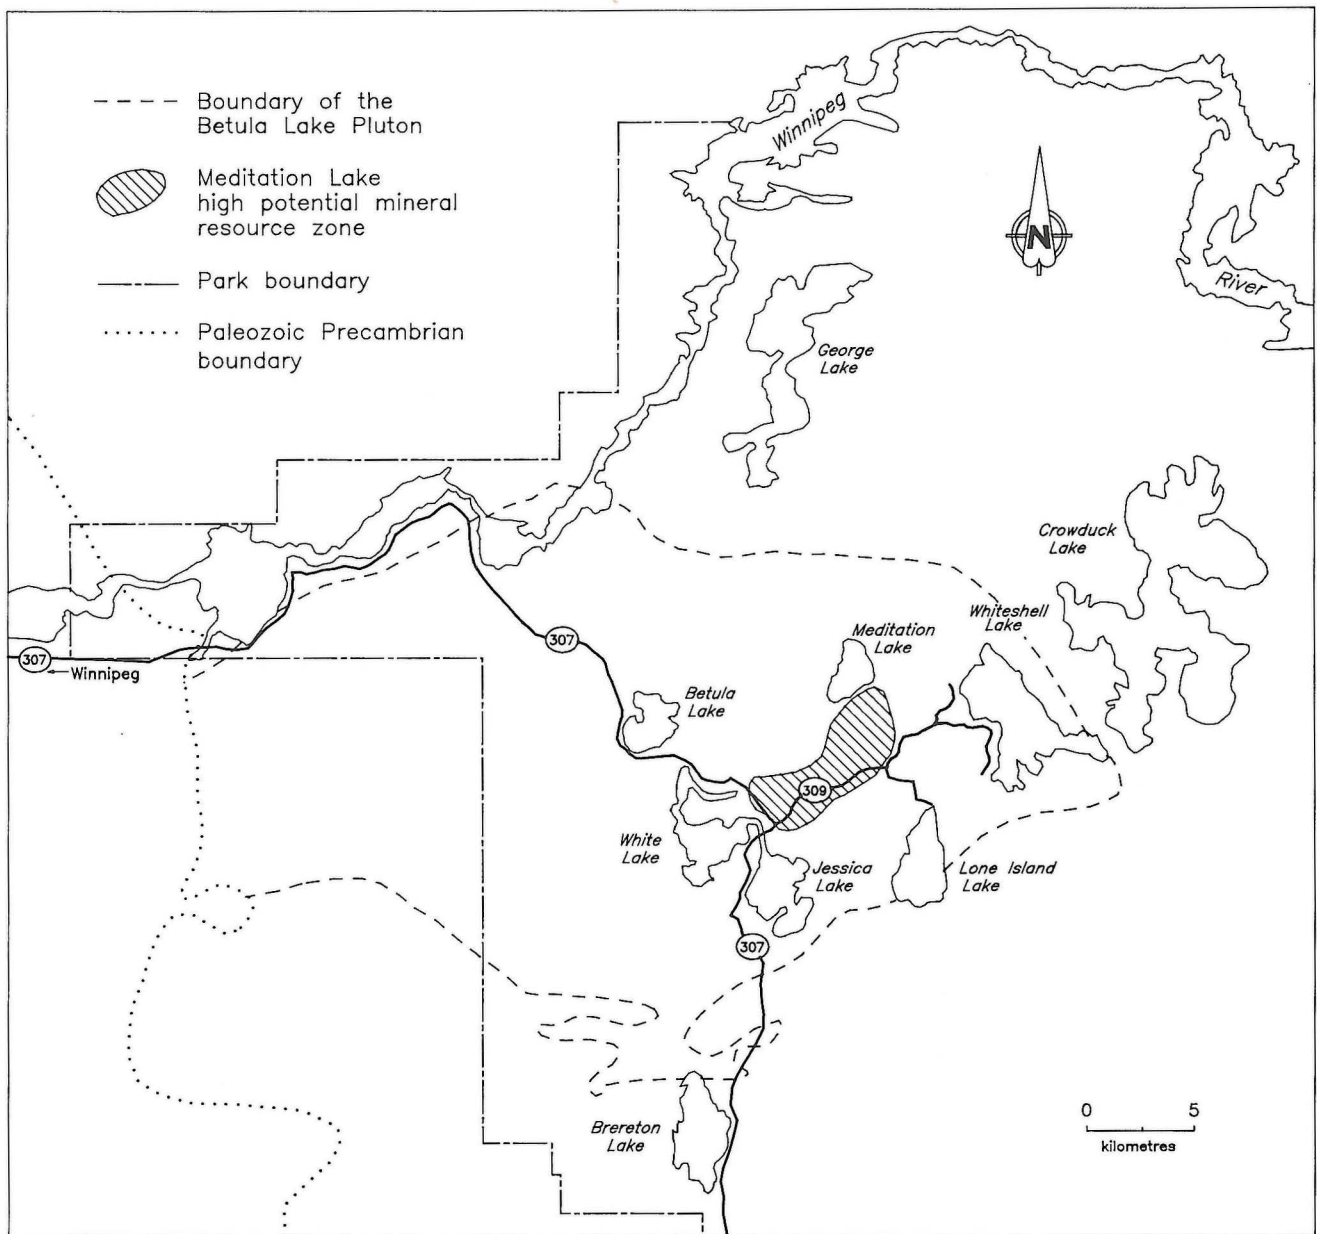 Boundary of the
Betula Lake Pluton
Meditation Lake
high potential mineral
resource zone
Park boundary
Paleozoic Precambrian
boundary
Winnipeg
N
River
George
Lake
Crowduck
Lake
Whiteshell
Lake
Meditation
Lake
307
307
Winnipeg
Betula
Lake
309
White
Lake
Jessica
Lake
Lone Island
Lake
307
Brereton
Lake
0 5
kilometres